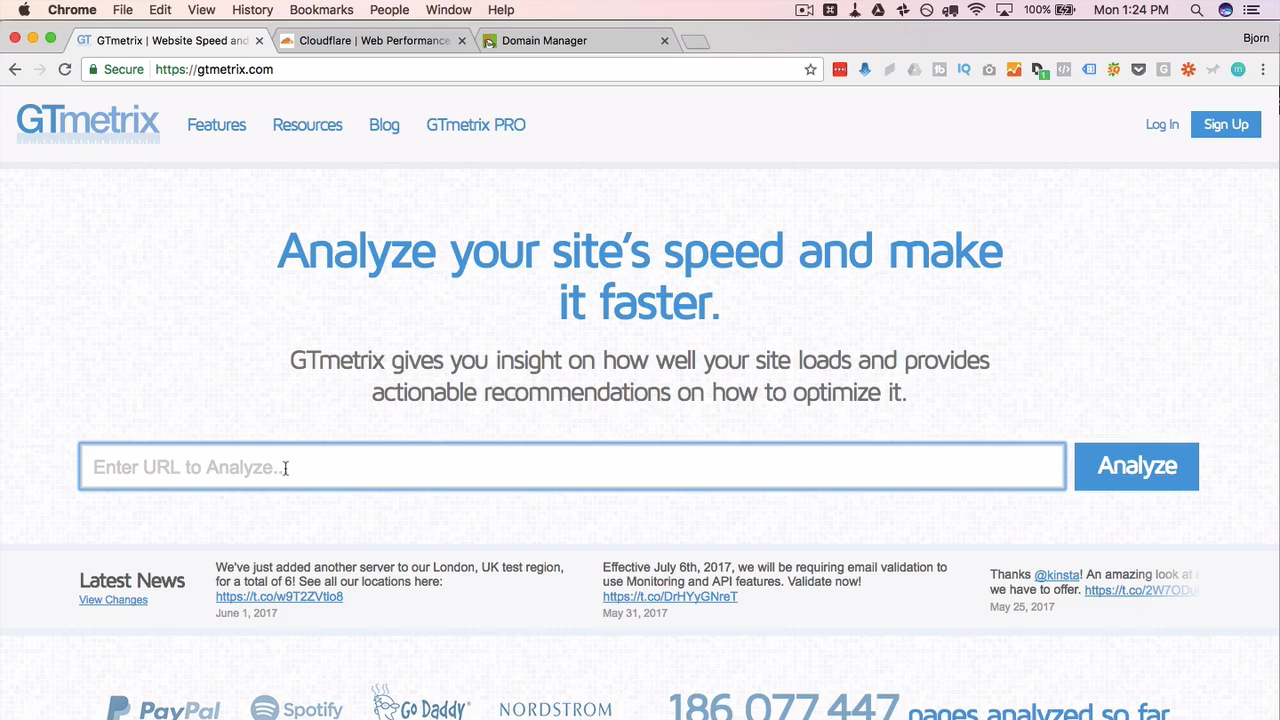 Chrome File Edit View History Bookmarks People Window Help 100% Mon 1:24 PM
GT GTmetrix | Website Speed and Cloudflare | Web Performance Domain Manager Bjorn
Secure https://gtmetrix.com
GTmetrix Features Resources Blog GTmetrix PRO Log In Sign Up
Analyze your site's speed and make
it faster.
GTmetrix gives you insight on how well your site loads and provides
actionable recommendations on how to optimize it.
Enter URL to Analyze... Analyze
Latest News
View Changes
We've just added another server to our London, UK test region,
for a total of 6! See all our locations here:
https://t.co/w9T2ZVtlo8
June 1, 2017
Effective July 6th, 2017, we will be requiring email validation to
use Monitoring and API features. Validate now!
https://t.co/DrHYyGNreT
May 31, 2017
Thanks @kinsta! An amazing look at
we have to offer.
May 25, 2017
PayPal Spotify Go Daddy NORDSTROM 186,077,447 pages analyzed so far